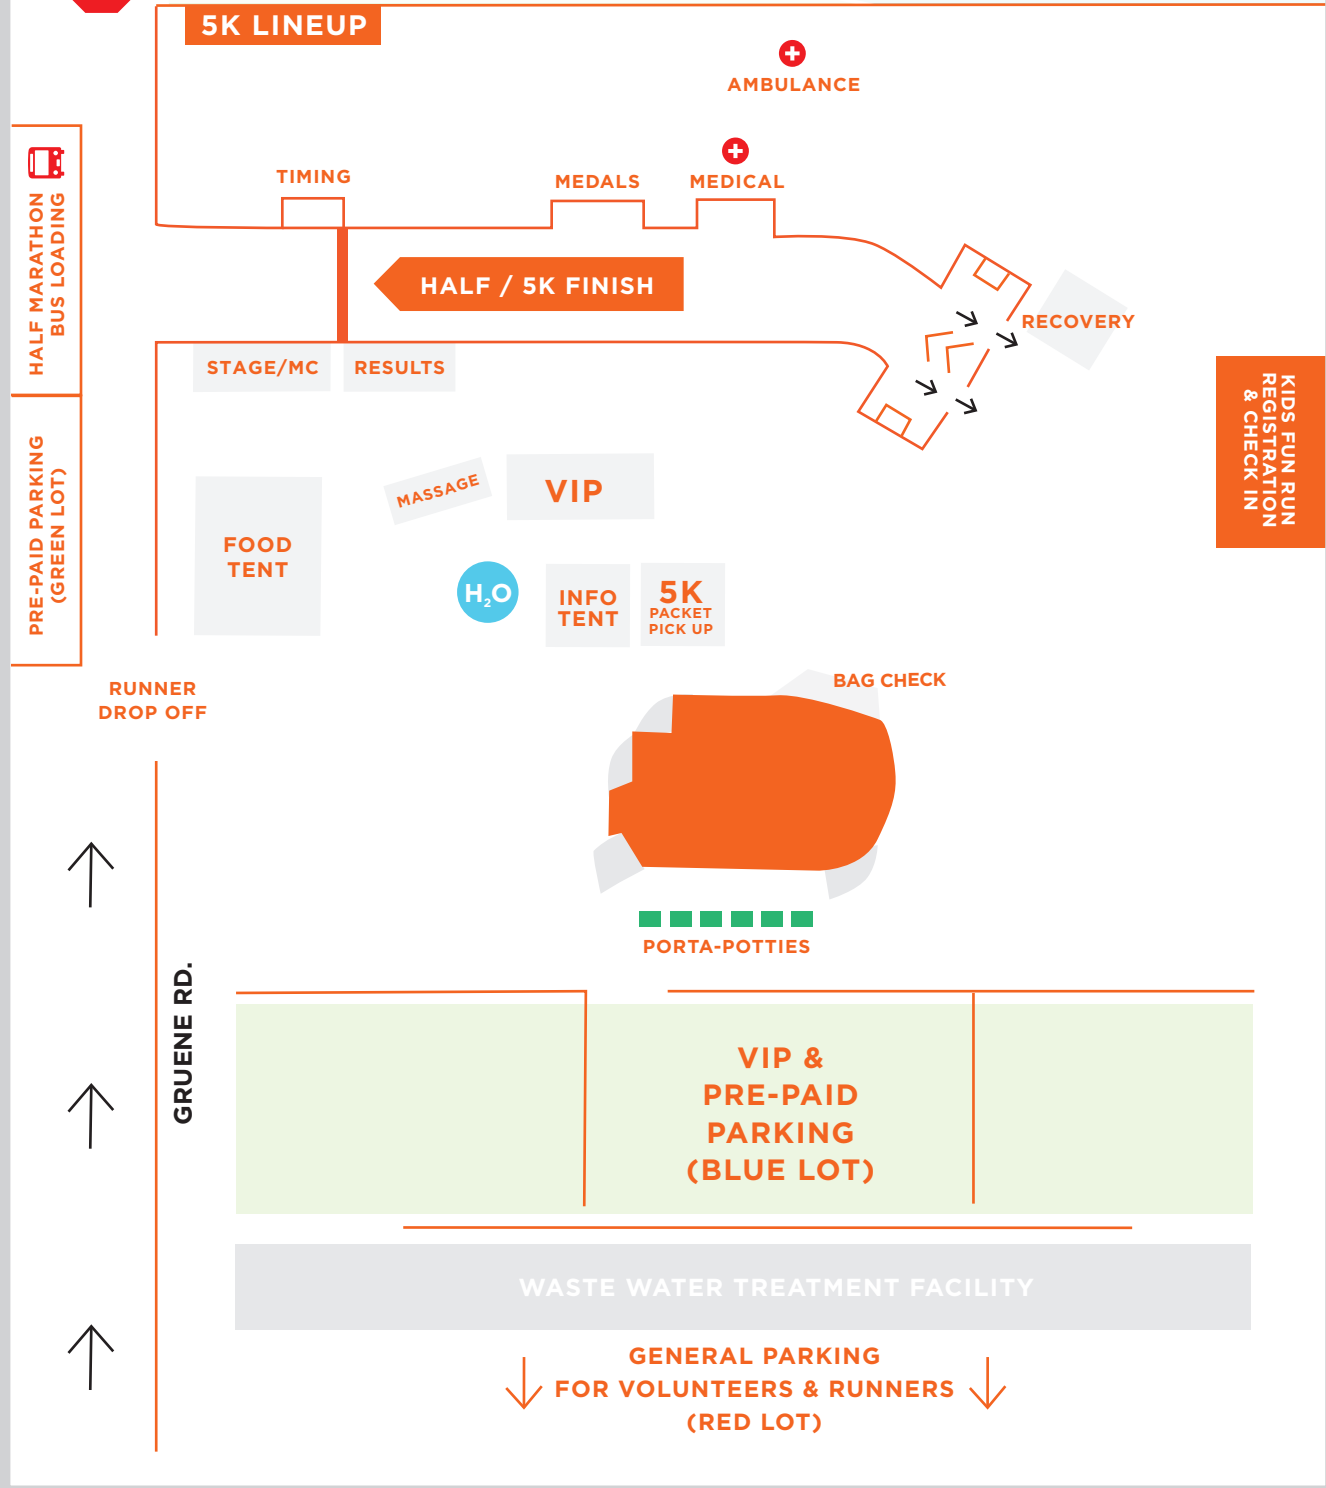 5K LINEUP
AMBULANCE
TIMING
MEDALS
MEDICAL
HALF MARATHON
BUS LOADING
HALF / 5K FINISH
RECOVERY
STAGE/MC
RESULTS
KIDS FUN RUN
REGISTRATION
& CHECK IN
PRE-PAID PARKING
(GREEN LOT)
MASSAGE
VIP
FOOD
TENT
H₂O
INFO
TENT
5K
PACKET
PICK UP
BAG CHECK
RUNNER
DROP OFF
PORTA-POTTIES
GRUENE RD.
VIP &
PRE-PAID
PARKING
(BLUE LOT)
WASTE WATER TREATMENT FACILITY
GENERAL PARKING
FOR VOLUNTEERS & RUNNERS
(RED LOT)